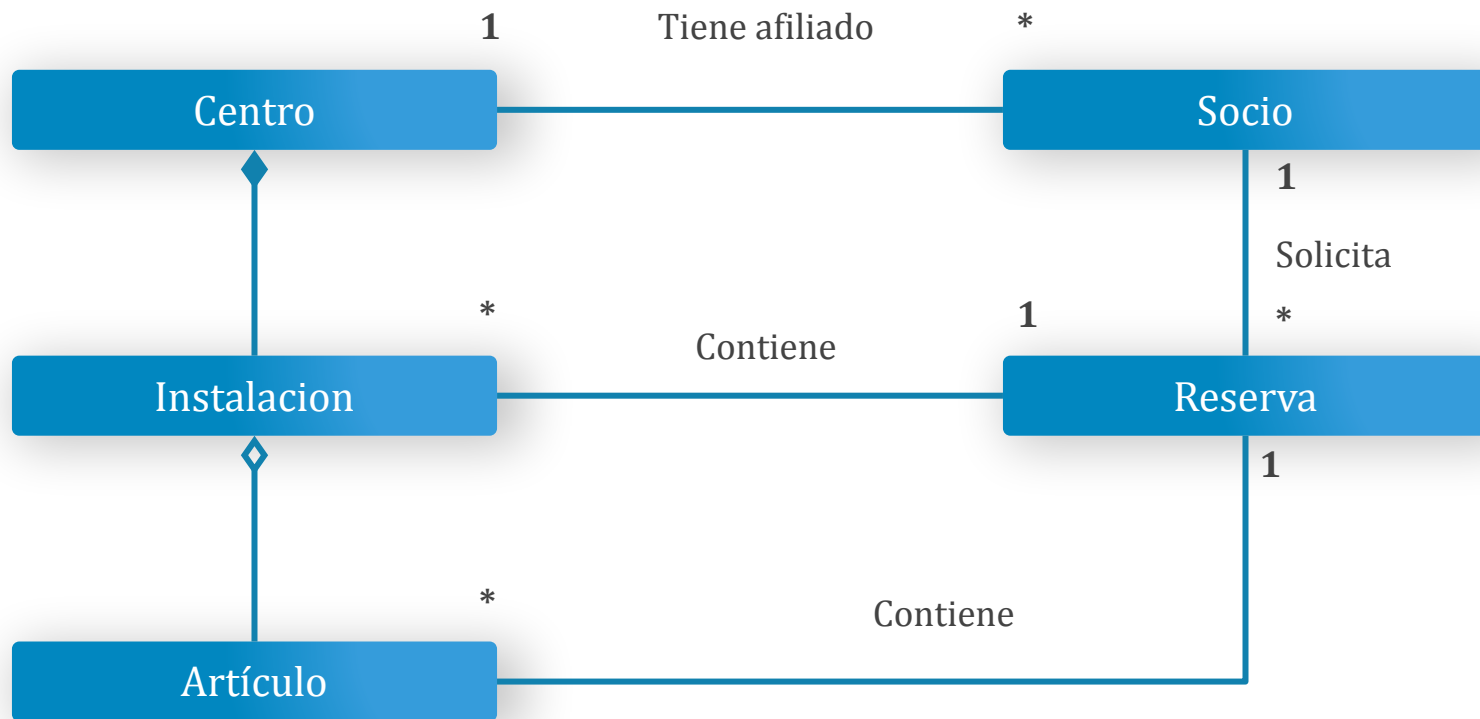 1 Tiene afiliado *
Centro
Socio
1
Solicita
* Contiene 1
*
Instalacion
Reserva
1
* Contiene
Artículo